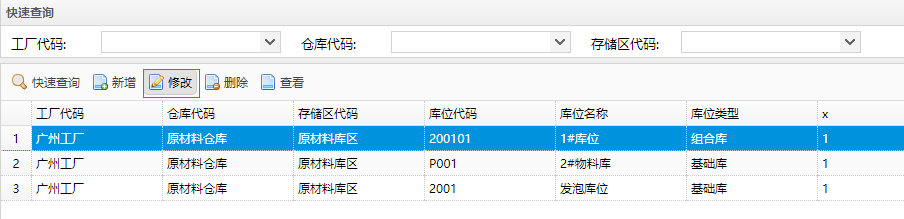 快速查询
工厂代码: 仓库代码: 存储区代码:
快速查询 新增 修改 删除 查看
工厂代码 仓库代码 存储区代码 库位代码 库位名称 库位类型 x
1 广州工厂 原材料仓库 原材料库区 200101 1#库位 组合库 1
2 广州工厂 原材料仓库 原材料库区 P001 2#物料库 基础库 1
3 广州工厂 原材料仓库 原材料库区 2001 发泡库位 基础库 1